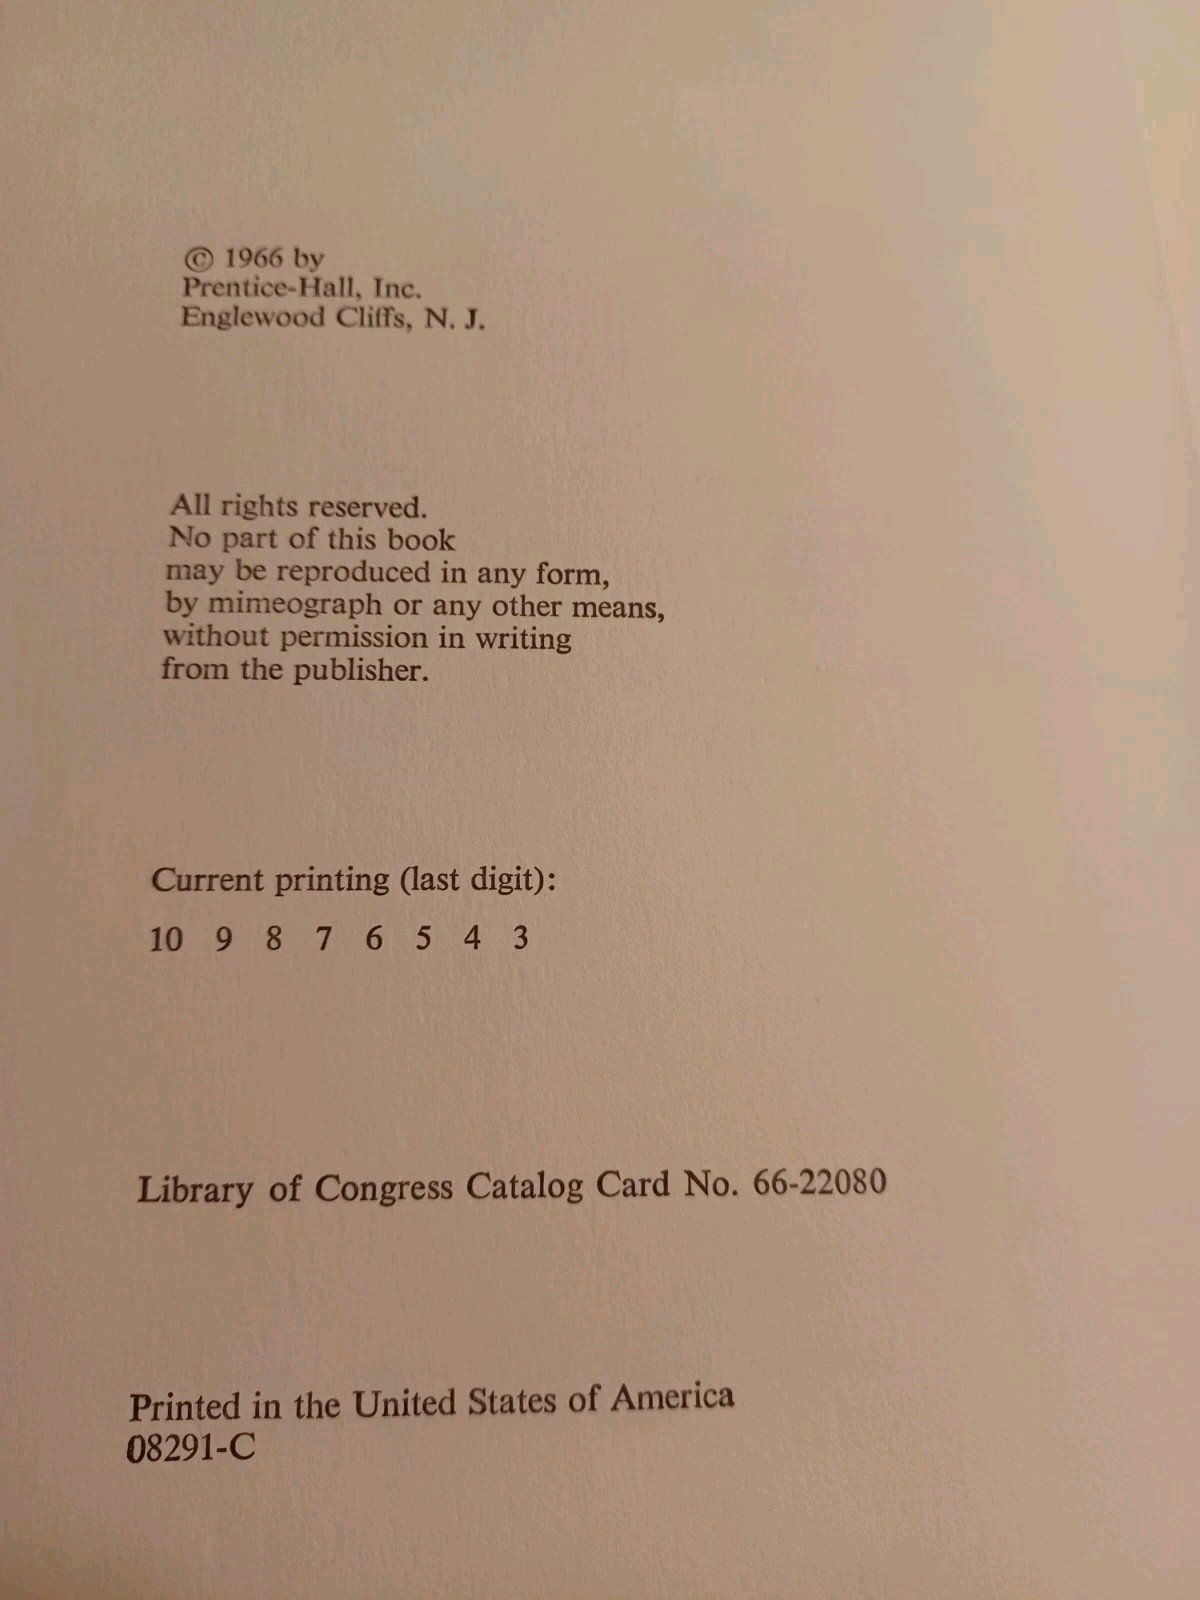 © 1966 by
Prentice-Hall, Inc.
Englewood Cliffs, N. J.
All rights reserved.
No part of this book
may be reproduced in any form,
by mimeograph or any other means,
without permission in writing
from the publisher.
Current printing (last digit):
10 9 8 7 6 5 4 3
Library of Congress Catalog Card No. 66-22080
Printed in the United States of America
08291-C